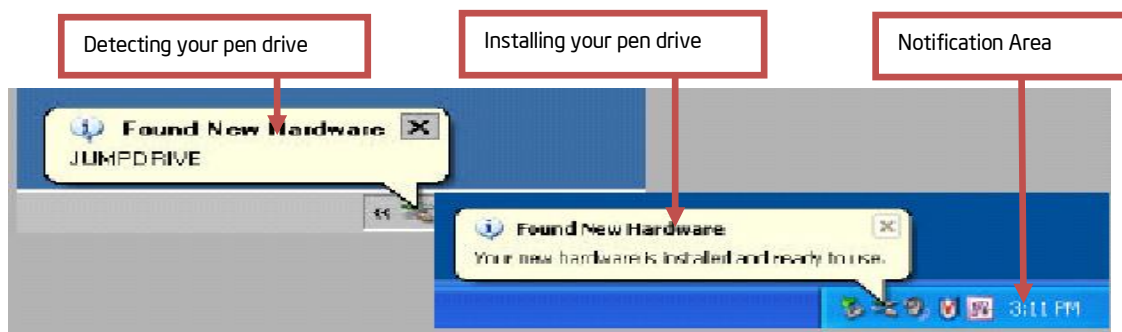 Detecting your pen drive
Installing your pen drive
Notification Area
Found New Hardware
JUMPDRIVE
Found New Hardware
Your new hardware is installed and ready to use.
3:11 PM